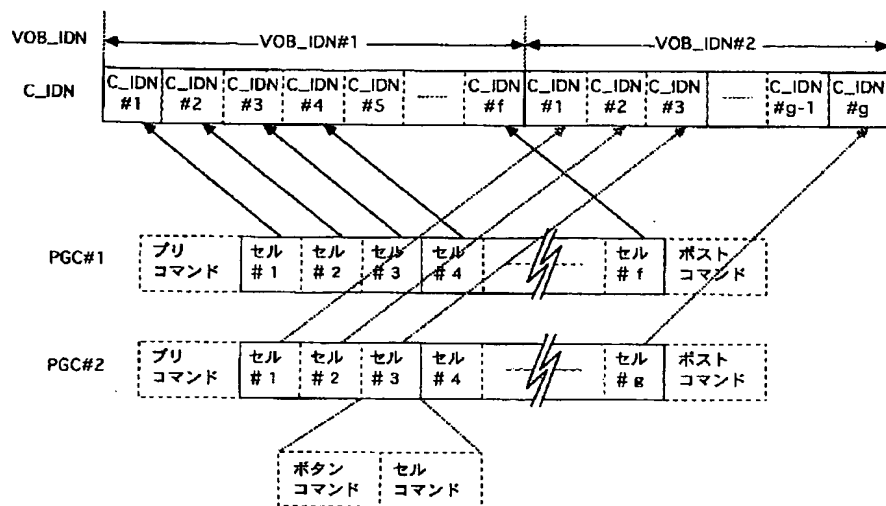 VOB_IDN VOB_IDN#1 VOB_IDN#2
C_IDN C_IDN C_IDN C_IDN C_IDN C_IDN C_IDN C_IDN C_IDN C_IDN C_IDN C_IDN
#1 #2 #3 #4 #5 ------ #f #1 #2 #3 ------ #g-1 #g
PGC#1 プリ セル セル セル セル セル ポスト
コマンド #1 #2 #3 #4 #f コマンド
PGC#2 プリ セル セル セル セル セル ポスト
コマンド #1 #2 #3 #4 #g コマンド
ボタン セル
コマンド コマンド